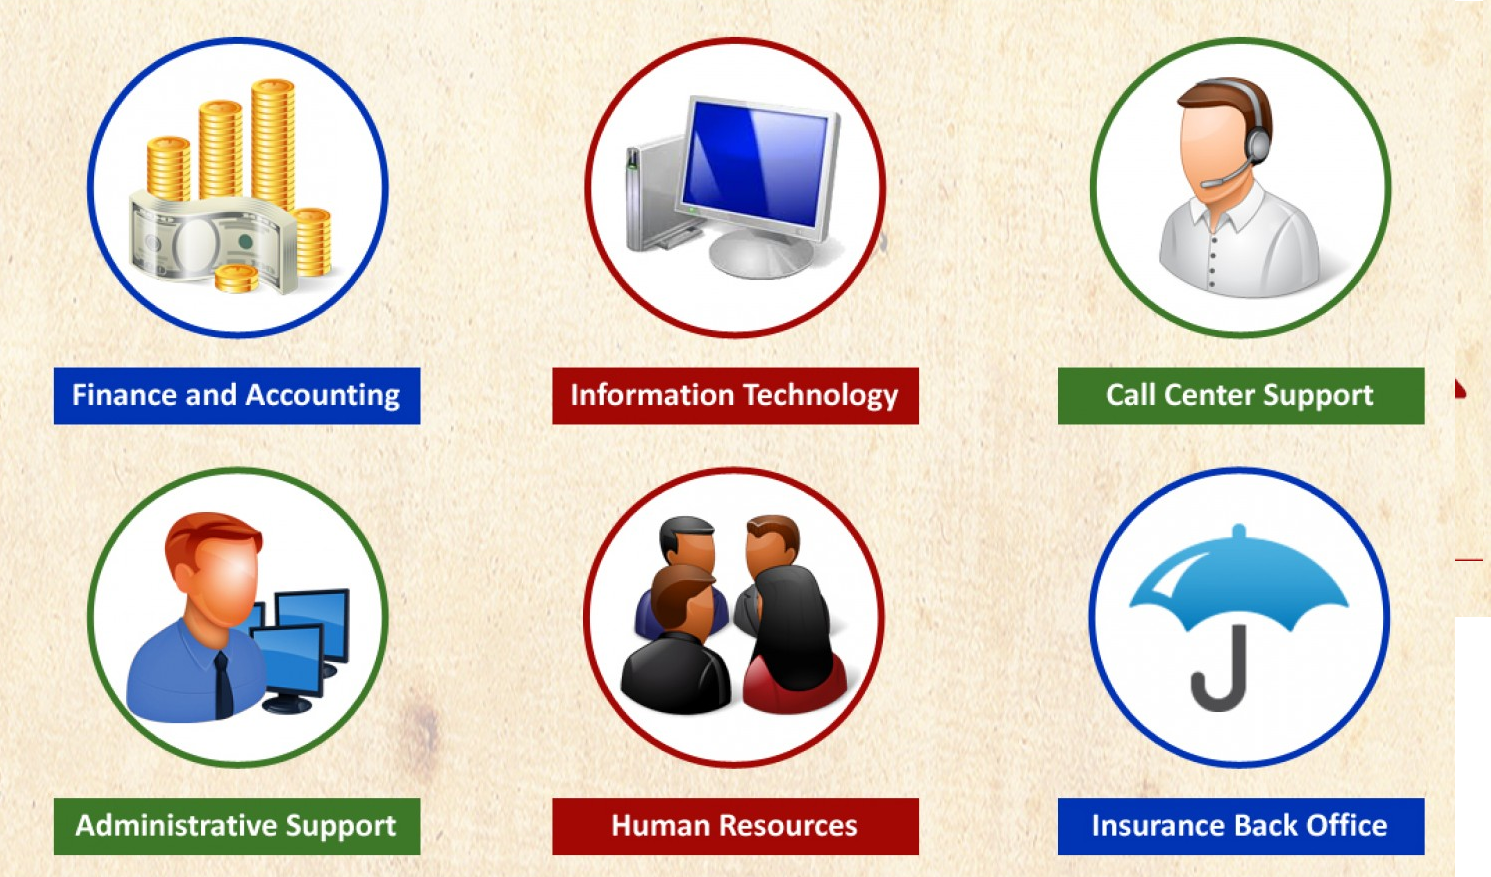 Finance and Accounting
Information Technology
Call Center Support
Administrative Support
Human Resources
Insurance Back Office